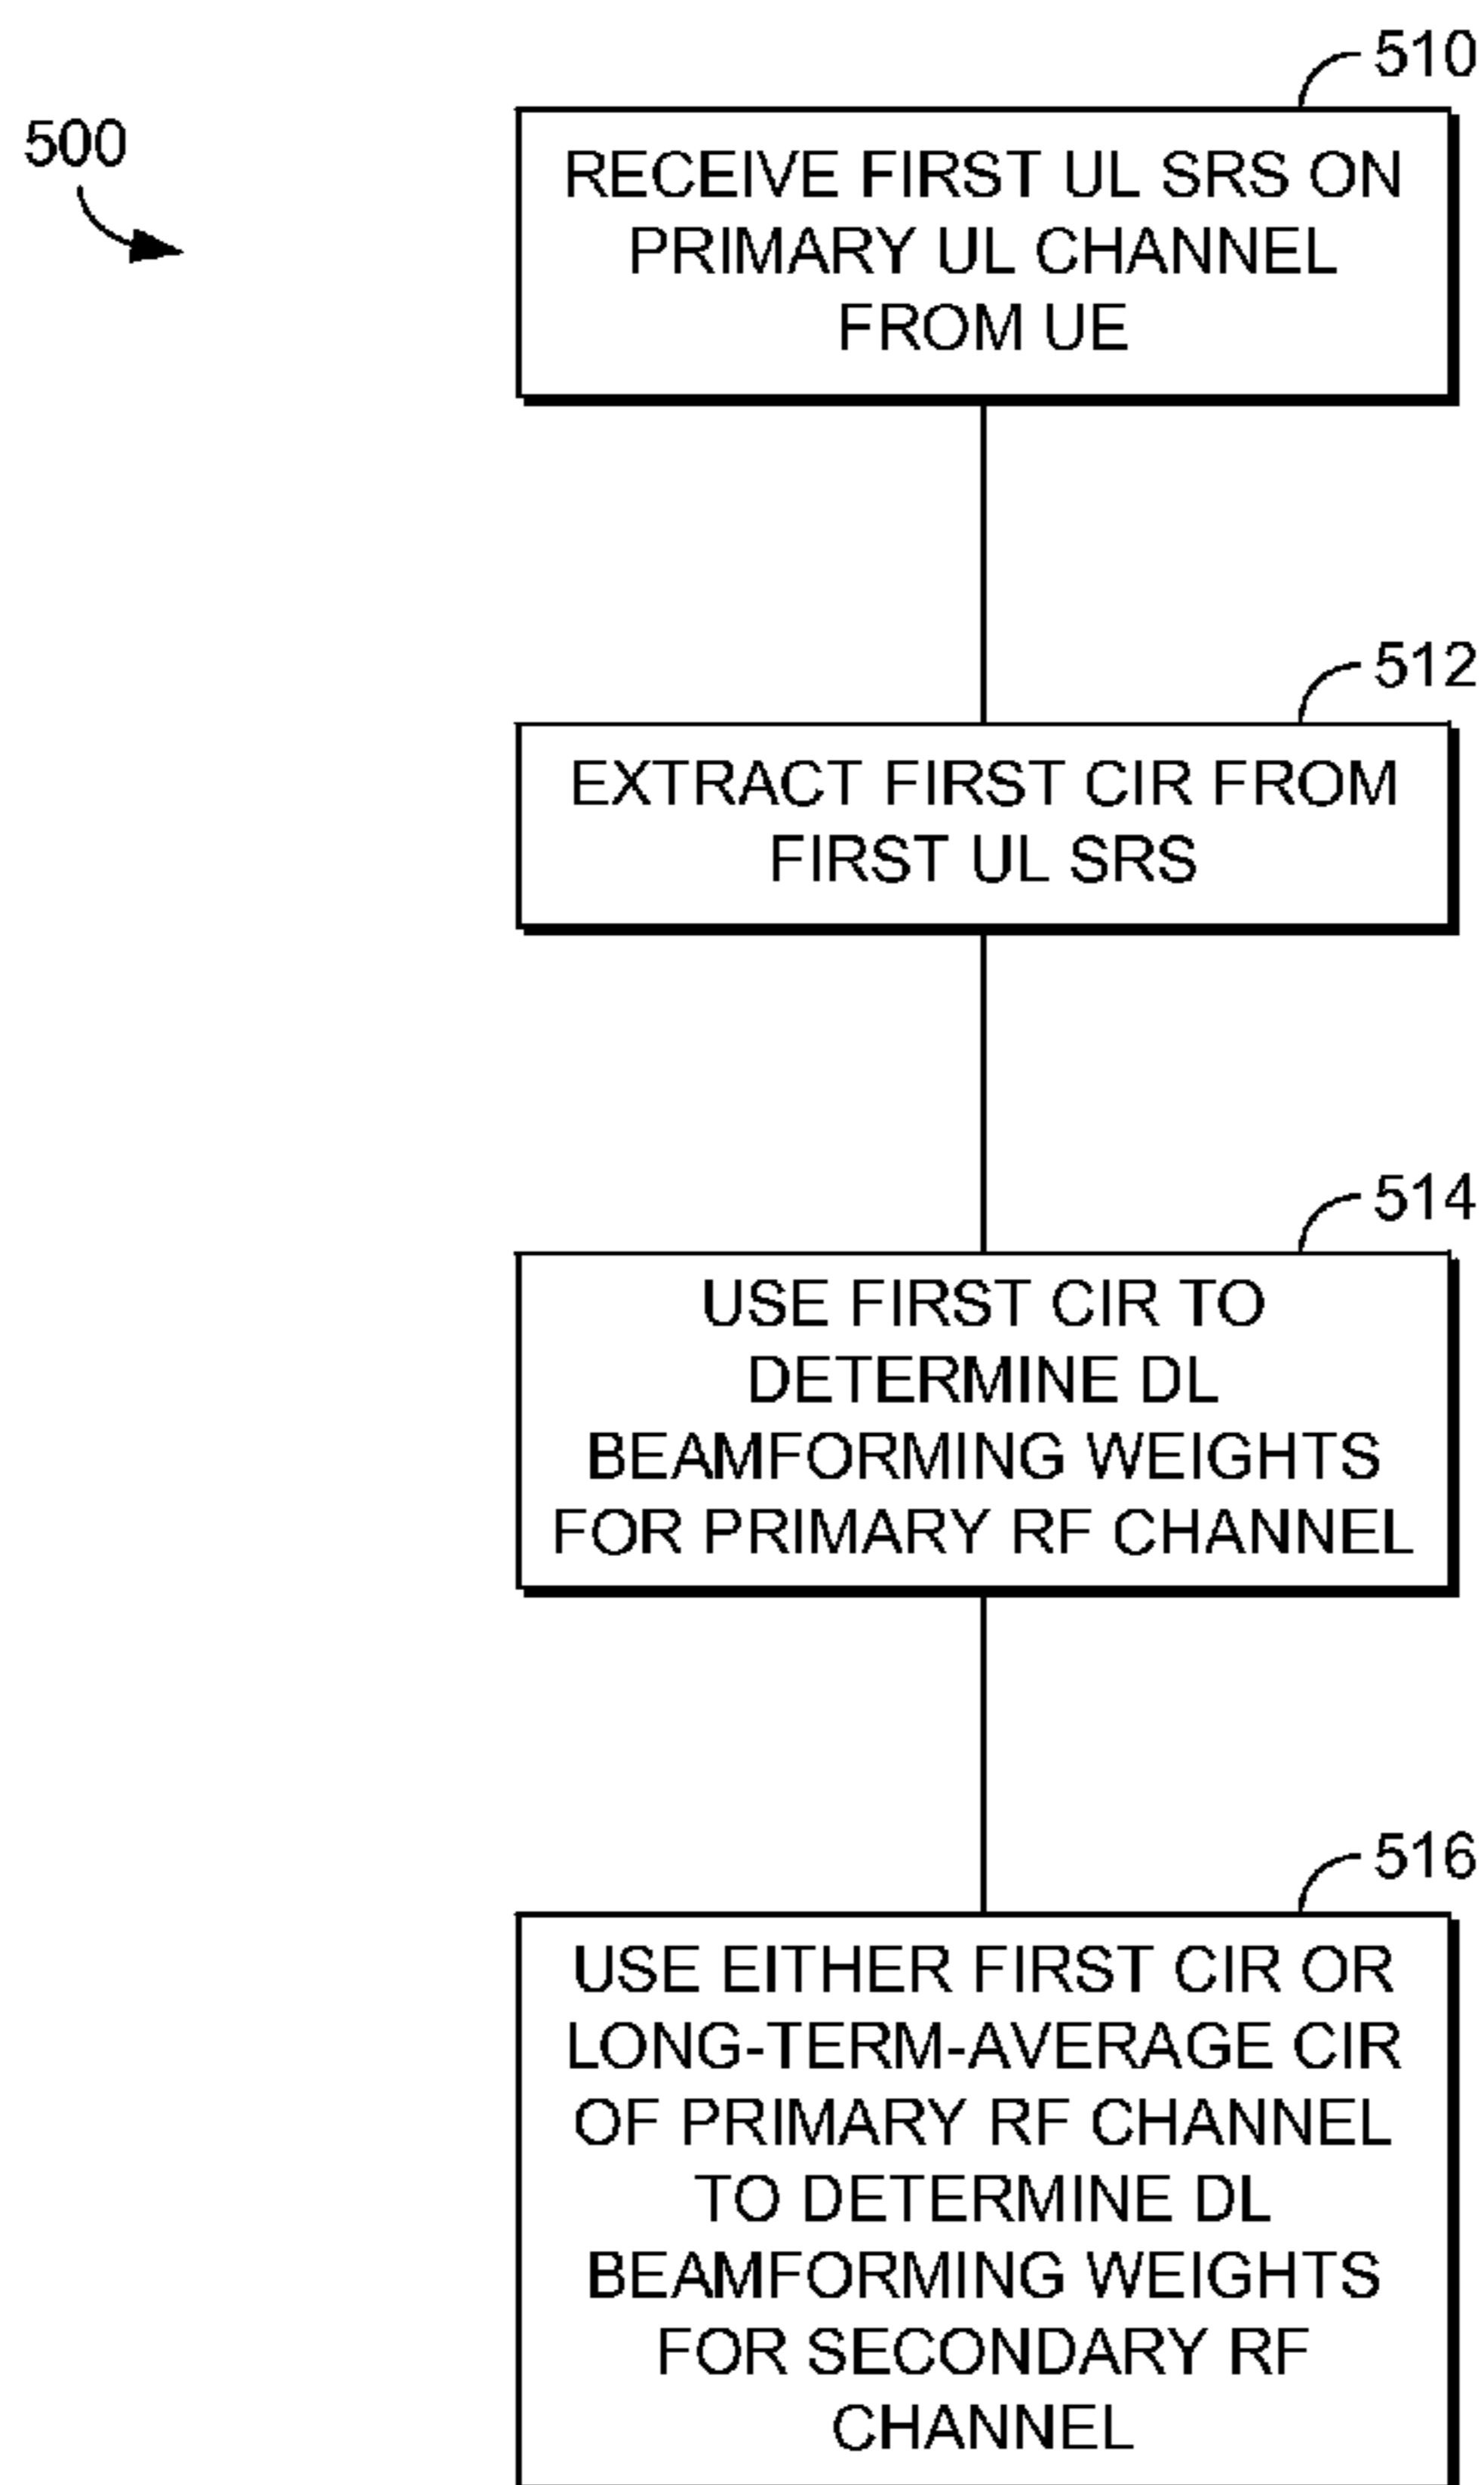 500
510
RECEIVE FIRST UL SRS ON
PRIMARY UL CHANNEL
FROM UE
512
EXTRACT FIRST CIR FROM
FIRST UL SRS
514
USE FIRST CIR TO
DETERMINE DL
BEAMFORMING WEIGHTS
FOR PRIMARY RF CHANNEL
516
USE EITHER FIRST CIR OR
LONG-TERM-AVERAGE CIR
OF PRIMARY RF CHANNEL
TO DETERMINE DL
BEAMFORMING WEIGHTS
FOR SECONDARY RF
CHANNEL